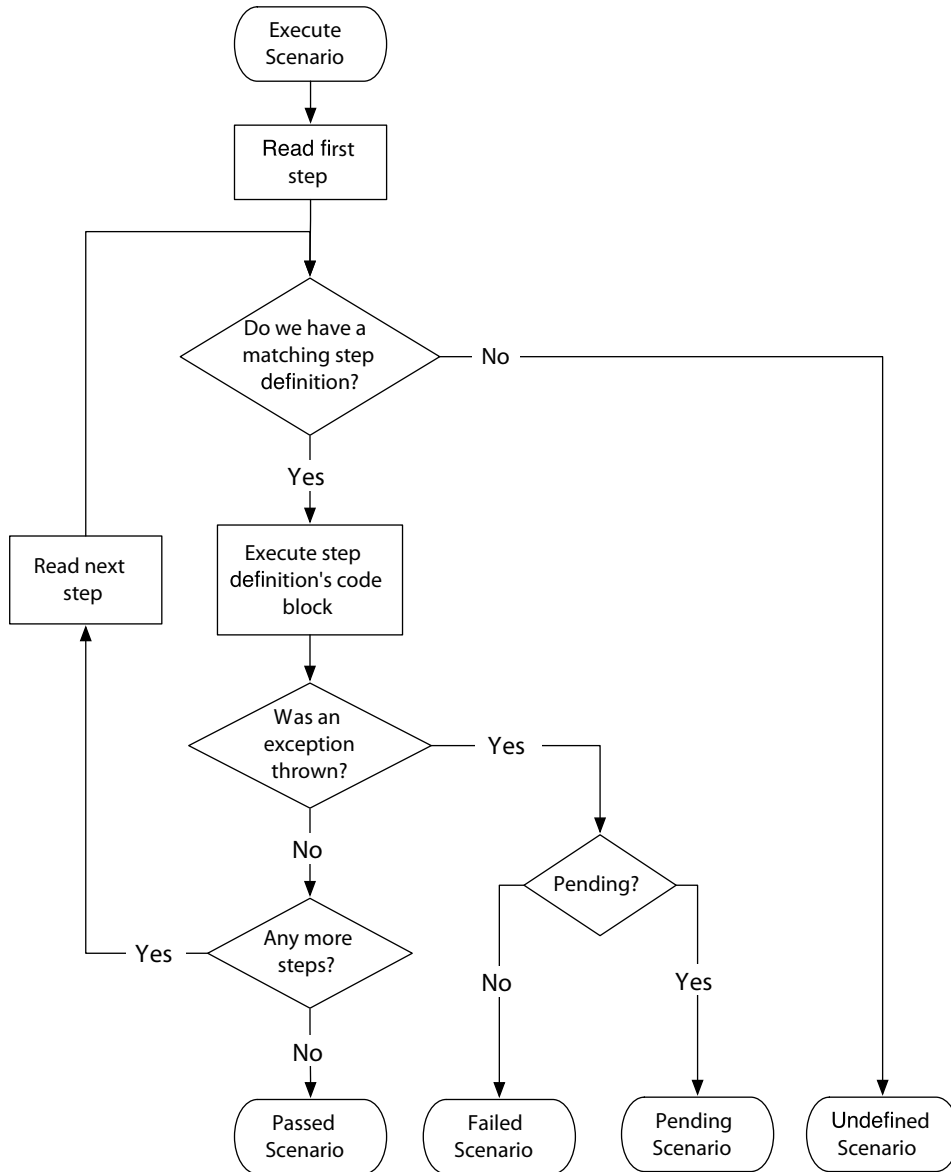 Execute
Scenario
Read first
step
Do we have a
matching step
definition?
No
Yes
Read next
step
Execute step
definition's code
block
Was an
exception
thrown?
Yes
No
Pending?
Any more
steps?
Yes
No
Yes
No
Passed
Scenario
Failed
Scenario
Pending
Scenario
Undefined
Scenario